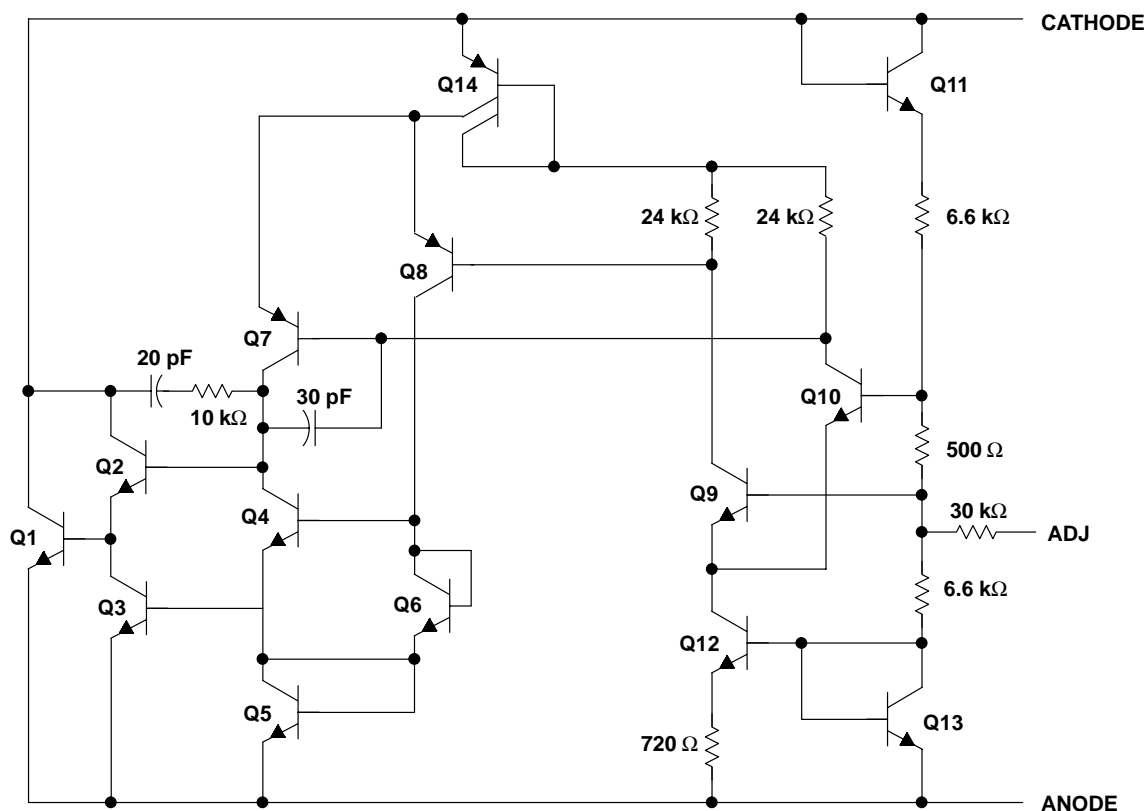 CATHODE
Q14
Q11
24 kΩ
24 kΩ
6.6 kΩ
Q8
Q7
20 pF
10 kΩ
30 pF
Q10
Q2
500 Ω
Q9
Q4
30 kΩ
ADJ
Q1
Q3
Q6
6.6 kΩ
Q12
Q5
Q13
720 Ω
ANODE